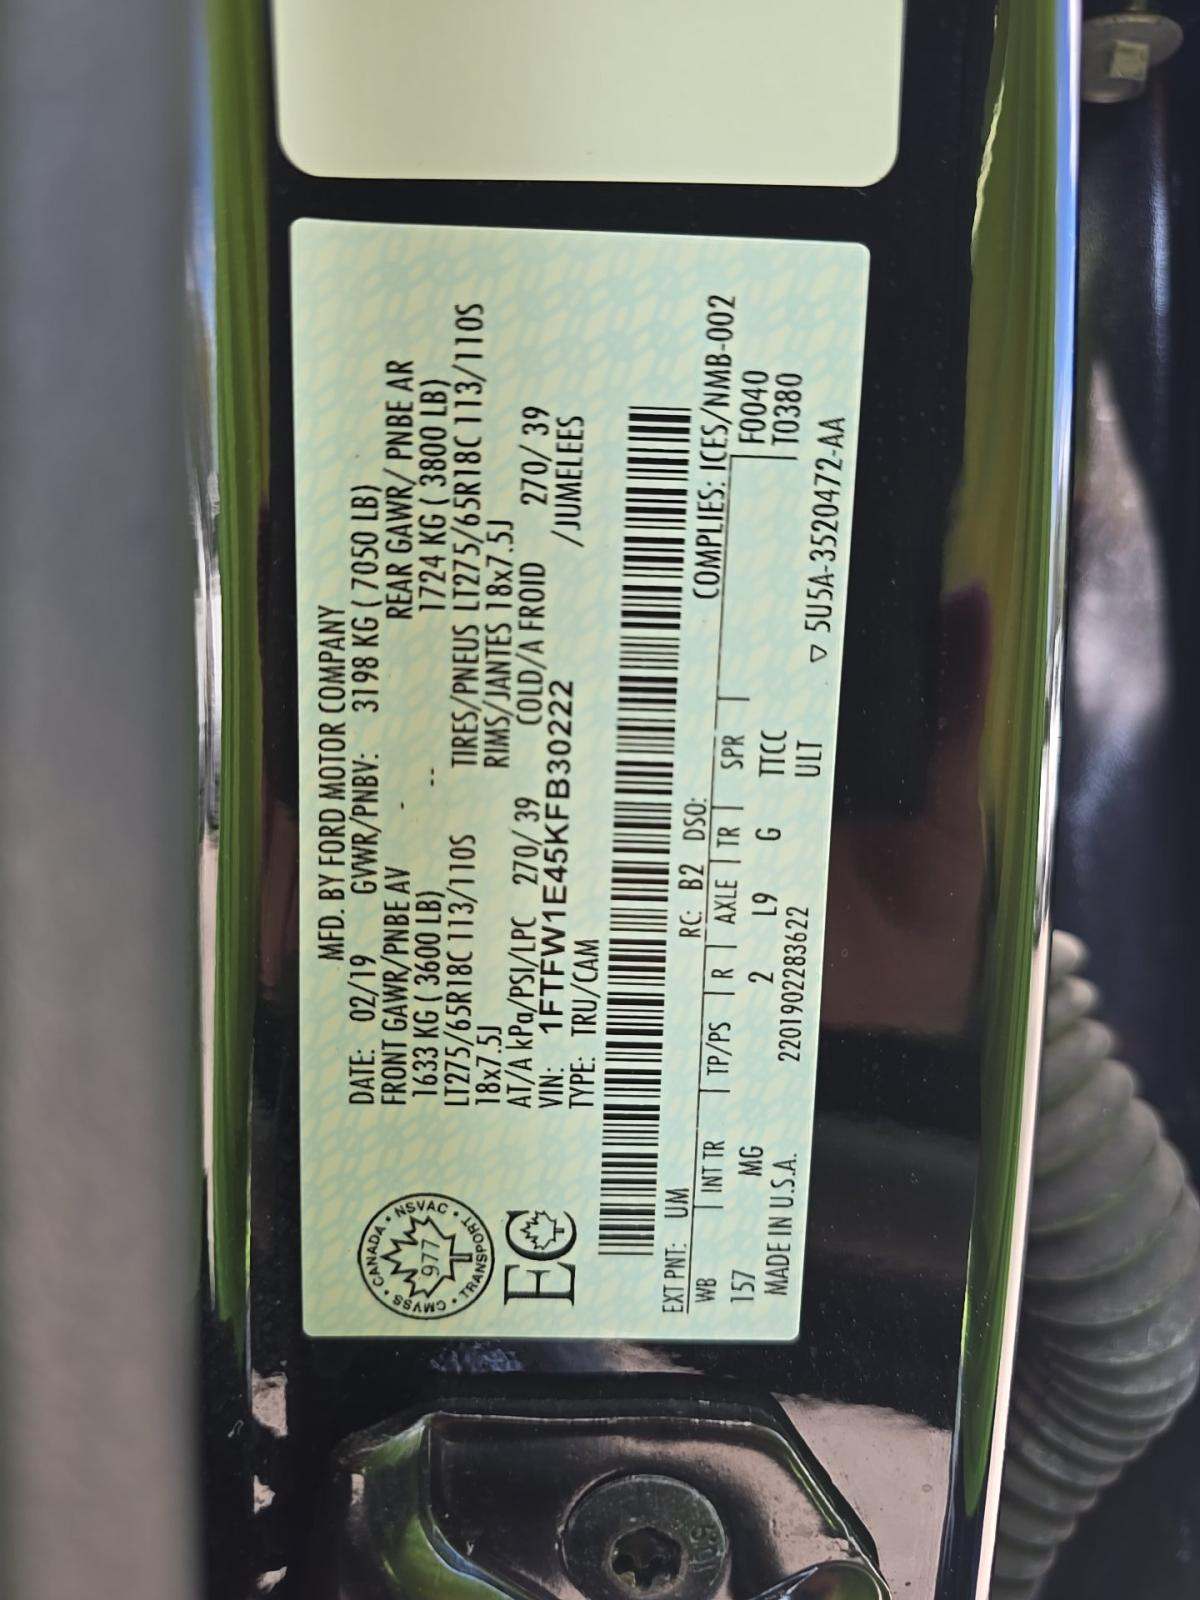 MFD. BY FORD MOTOR COMPANY
DATE: 02/19 GVWR/PNBV: 3198 KG ( 7050 LB)
FRONT GAWR/PNBE AV - REAR GAWR/ PNBE AR
1633 KG ( 3600 LB) -- 1724 KG ( 3800 LB)
LT275/65R18C 113/110S TIRES/PNEUS LT275/65R18C 113/110S
18x7.5J RIMS/JANTES 18x7.5J
AT/A kPa/PSI/LPC 270/ 39 COLD/A FROID 270/ 39
VIN: 1FTFW1E45KFB30222 /JUMELEES
TYPE: TRU/CAM
CANADA • NSVAC • TRANSPORT • CMVSS •
977
T
EC
EXT PNT: UM RC: B2 DSO: COMPLIES: ICES/NMB-002
WB | INT TR | TP/PS | R | AXLE | TR | SPR | F0040
157 MG 2 L9 G TTCC T0380
MADE IN U.S.A. 2201902283622 ULT
▽ 5U5A-3520472-AA
10.9